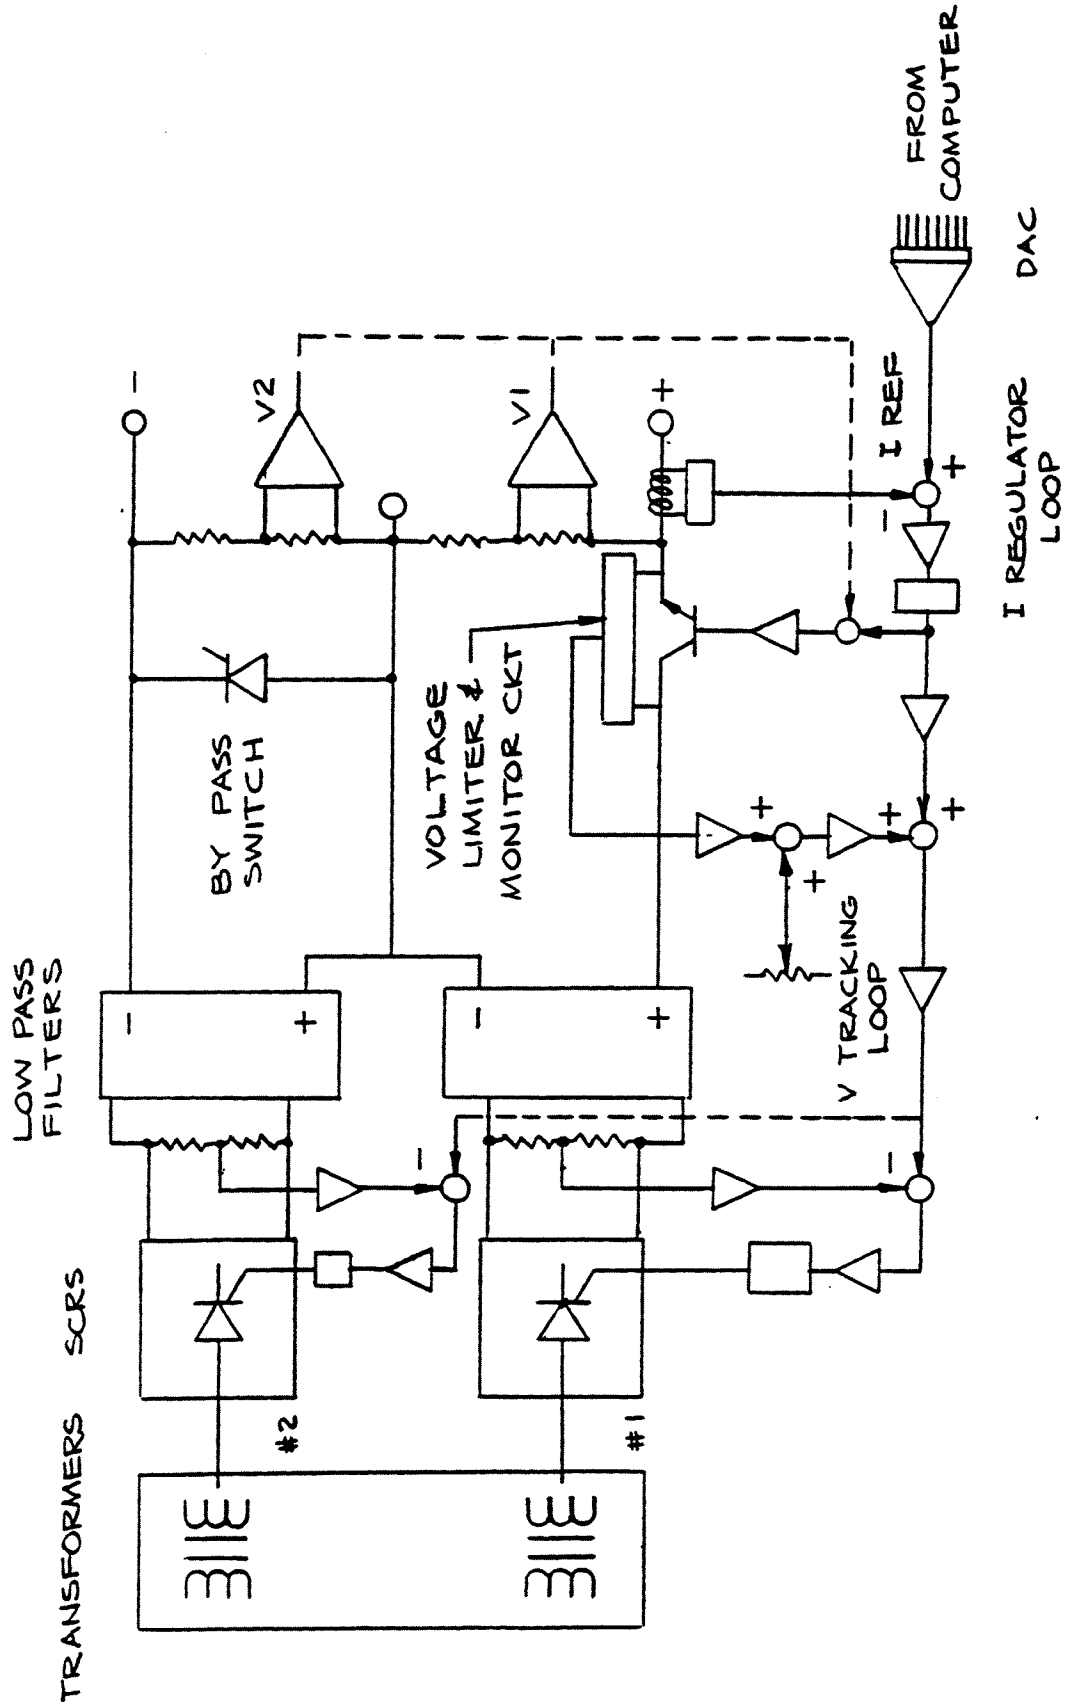 TRANSFORMERS
SCRS
LOW PASS
FILTERS
#2
#1
-
+
-
+
-
-
BY PASS
SWITCH
VOLTAGE
LIMITER &
MONITOR CKT
V TRACKING
LOOP
+
+
+
+
-
V2
V1
+
I REF
+
-
I REGULATOR
LOOP
DAC
FROM
COMPUTER